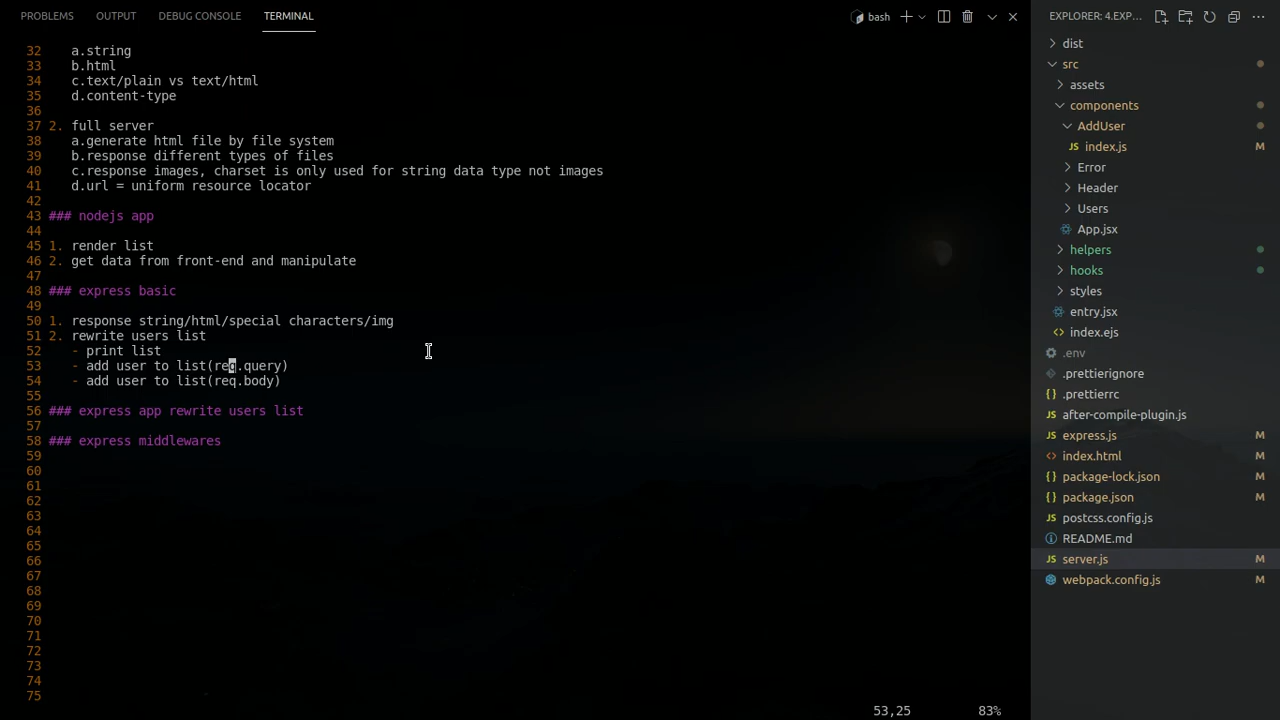 PROBLEMS OUTPUT DEBUG CONSOLE TERMINAL bash EXPLORER: 4.EXP...
32 a.string
33 b.html
34 c.text/plain vs text/html
35 d.content-type
36
37 2. full server
38 a.generate html file by file system
39 b.response different types of files
40 c.response images, charset is only used for string data type not images
41 d.url = uniform resource locator
42
43 ### nodejs app
44
45 1. render list
46 2. get data from front-end and manipulate
47
48 ### express basic
49
50 1. response string/html/special characters/img
51 2. rewrite users list
52 - print list
53 - add user to list(req.query)
54 - add user to list(req.body)
55
56 ### express app rewrite users list
57
58 ### express middlewares
59
60
61
62
63
64
65
66
67
68
69
70
71
72
73
74
75
53,25 83%
dist
src
assets
components
AddUser
JS index.js M
Error
Header
Users
App.jsx
helpers
hooks
styles
entry.jsx
<> index.ejs
.env
.prettierignore
{} .prettierrc
JS after-compile-plugin.js
JS express.js M
<> index.html M
{} package-lock.json M
{} package.json M
JS postcss.config.js
README.md
JS server.js M
webpack.config.js M